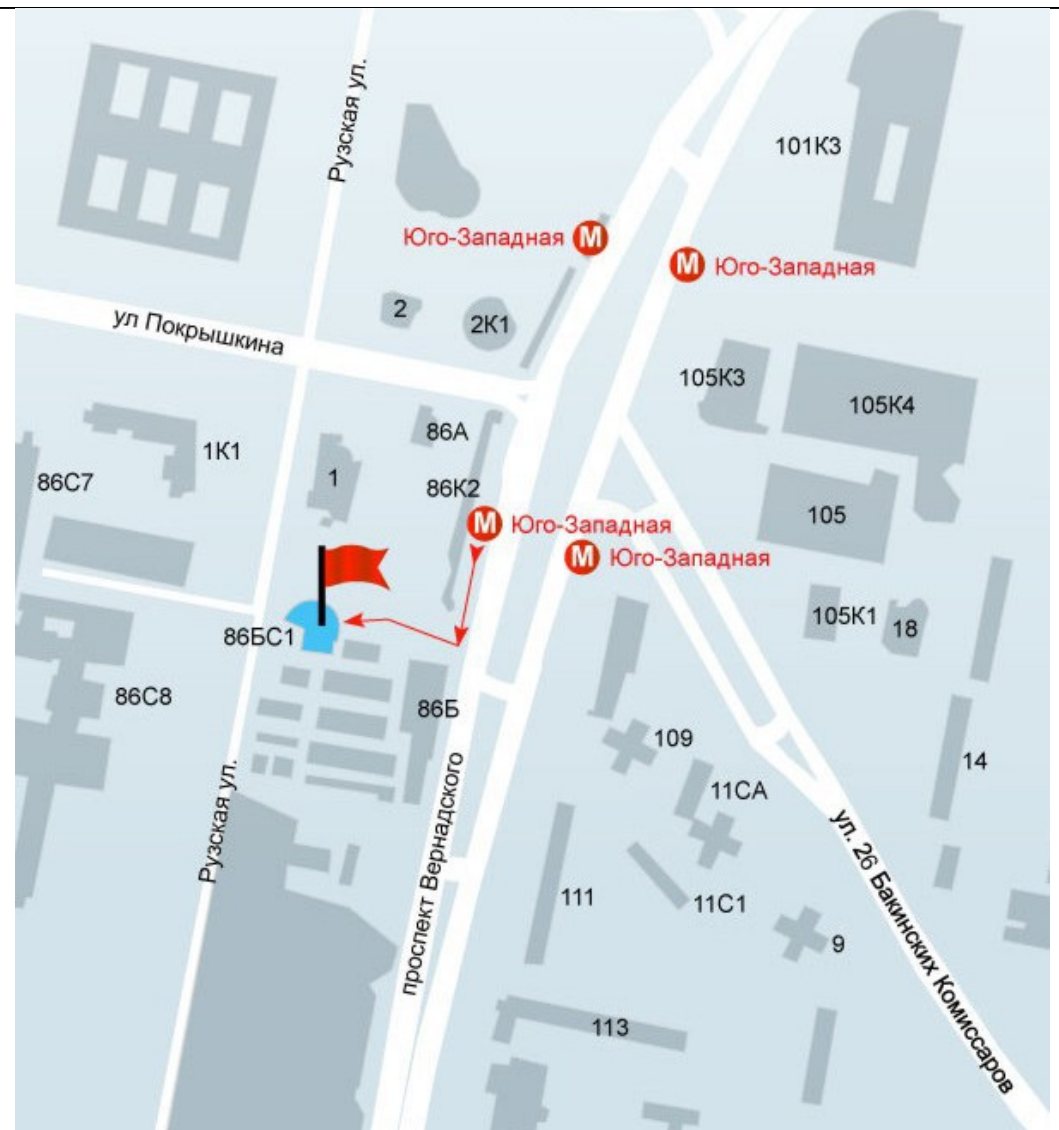 Рузская ул.
101К3
Юго-Западная М
М Юго-Западная
2
2К1
ул Покрышкина
105К3
105К4
86А
1К1
1
86С7
86К2
105
М Юго-Западная
М Юго-Западная
105К1
18
86БС1
86С8
86Б
109
14
11СА
Рузская ул.
проспект Вернадского
ул. 26 Бакинских Комиссаров
111
11С1
9
113